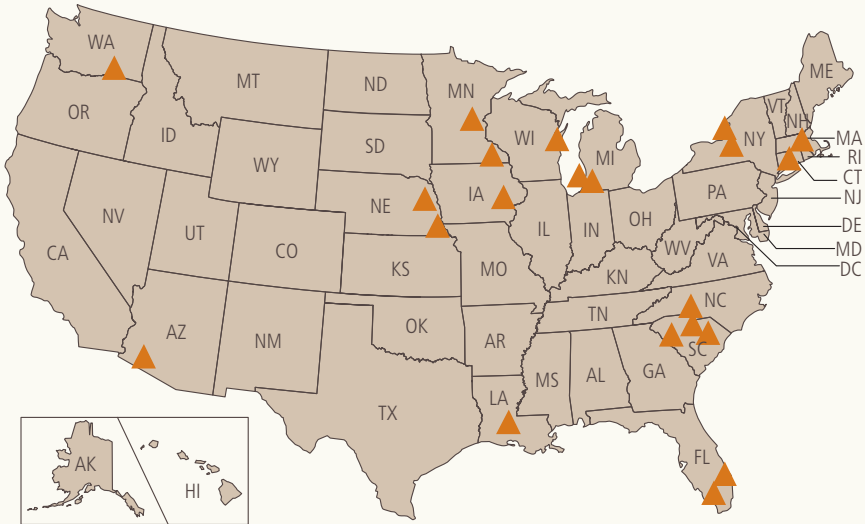 WA
MT
ND
MN
ME
VT
NH
OR
ID
SD
WI
MI
NY
MA
RI
CT
NJ
WY
NE
IA
PA
DE
MD
DC
NV
UT
CO
IL
IN
OH
WV
VA
CA
KS
MO
KN
NC
TN
AZ
NM
OK
AR
SC
MS
AL
GA
TX
LA
FL
AK
HI